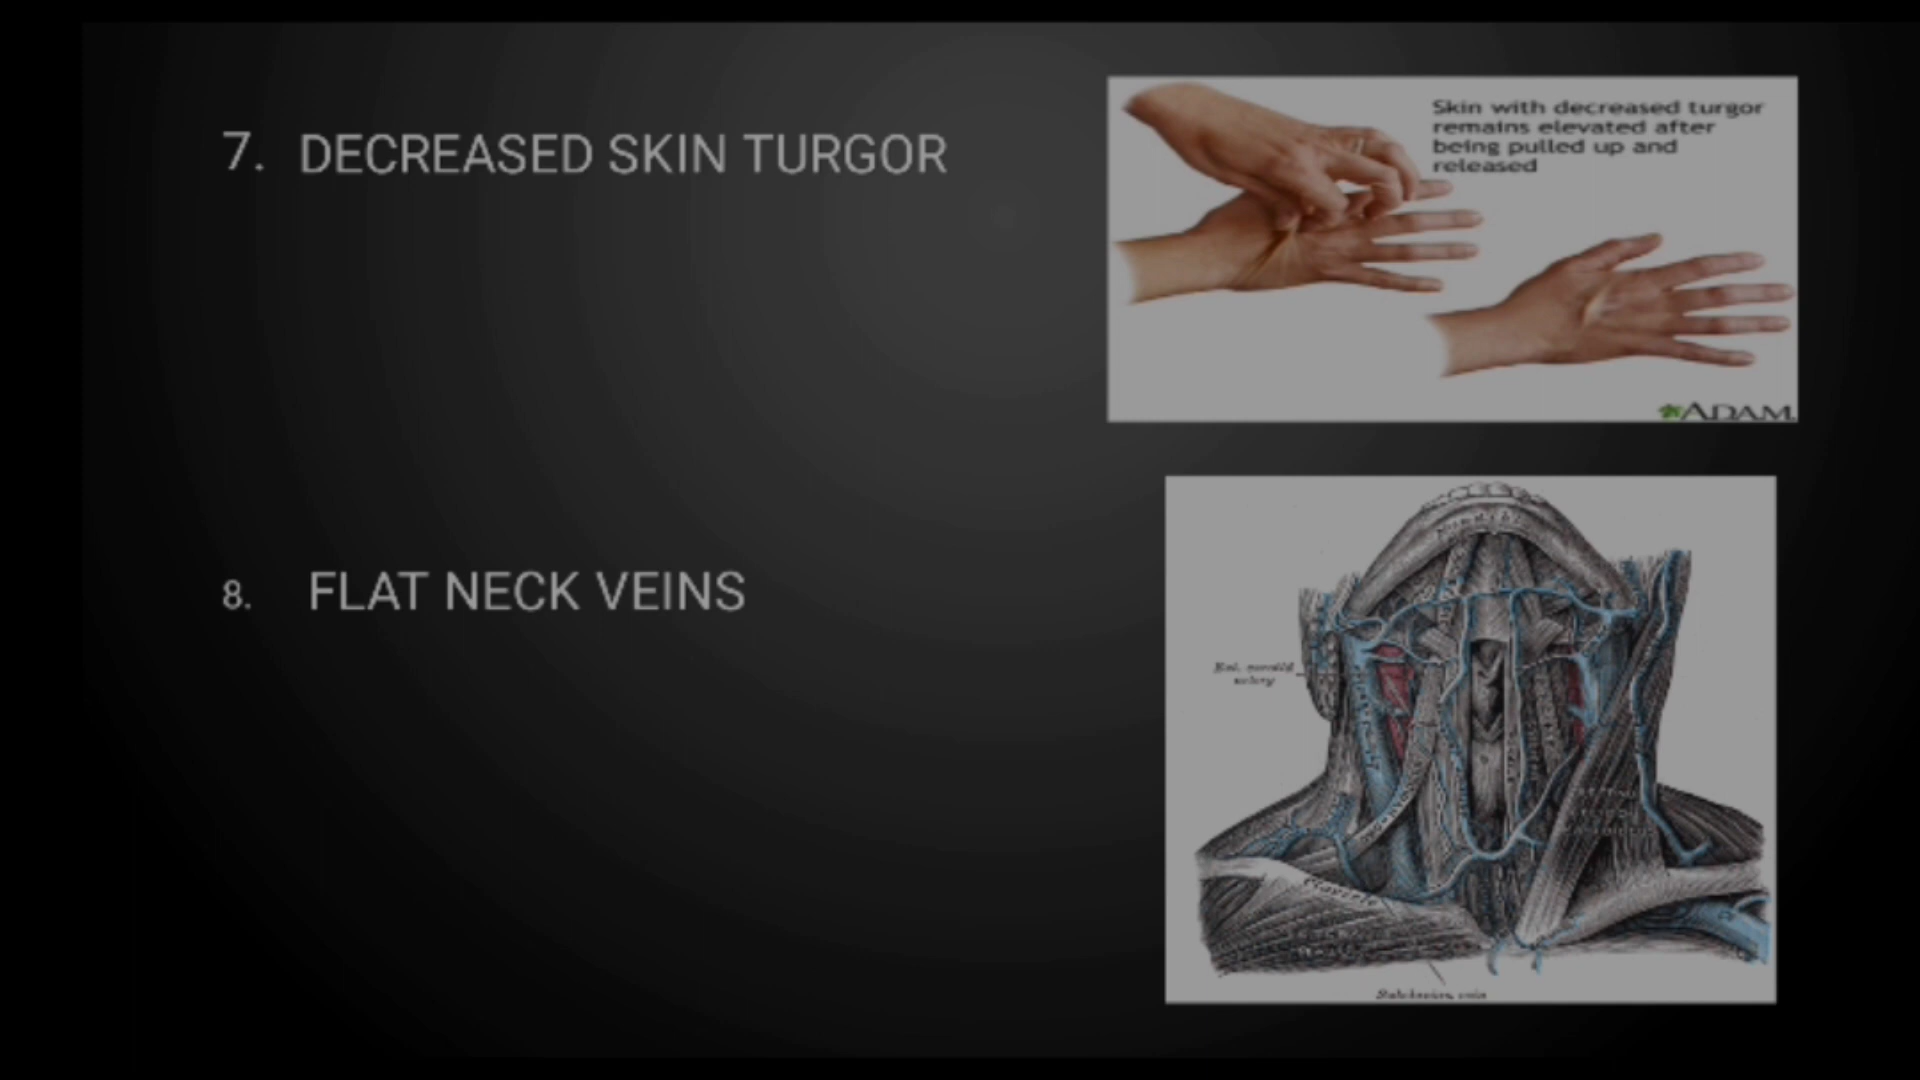 7. DECREASED SKIN TURGOR
Skin with decreased turgor
remains elevated after
being pulled up and
released
ADAM
8. FLAT NECK VEINS
Ext. carotid
artery
Clavicle
Subclavian vein